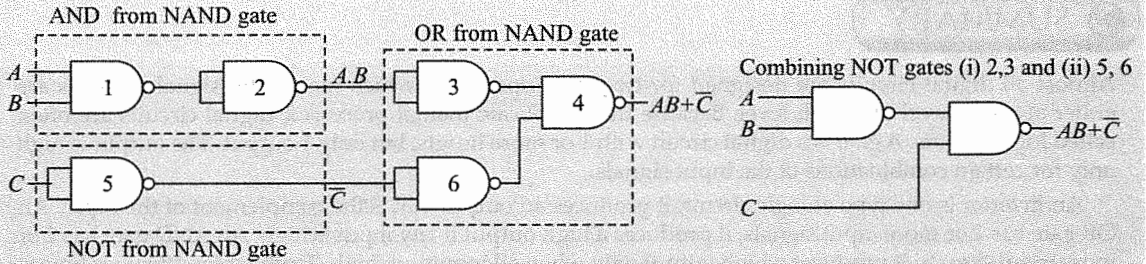 AND from NAND gate
OR from NAND gate
A
B
1
2
A.B
3
4
AB+C̅
C
5
C̅
6
NOT from NAND gate
Combining NOT gates (i) 2,3 and (ii) 5, 6
A
B
C
AB+C̅